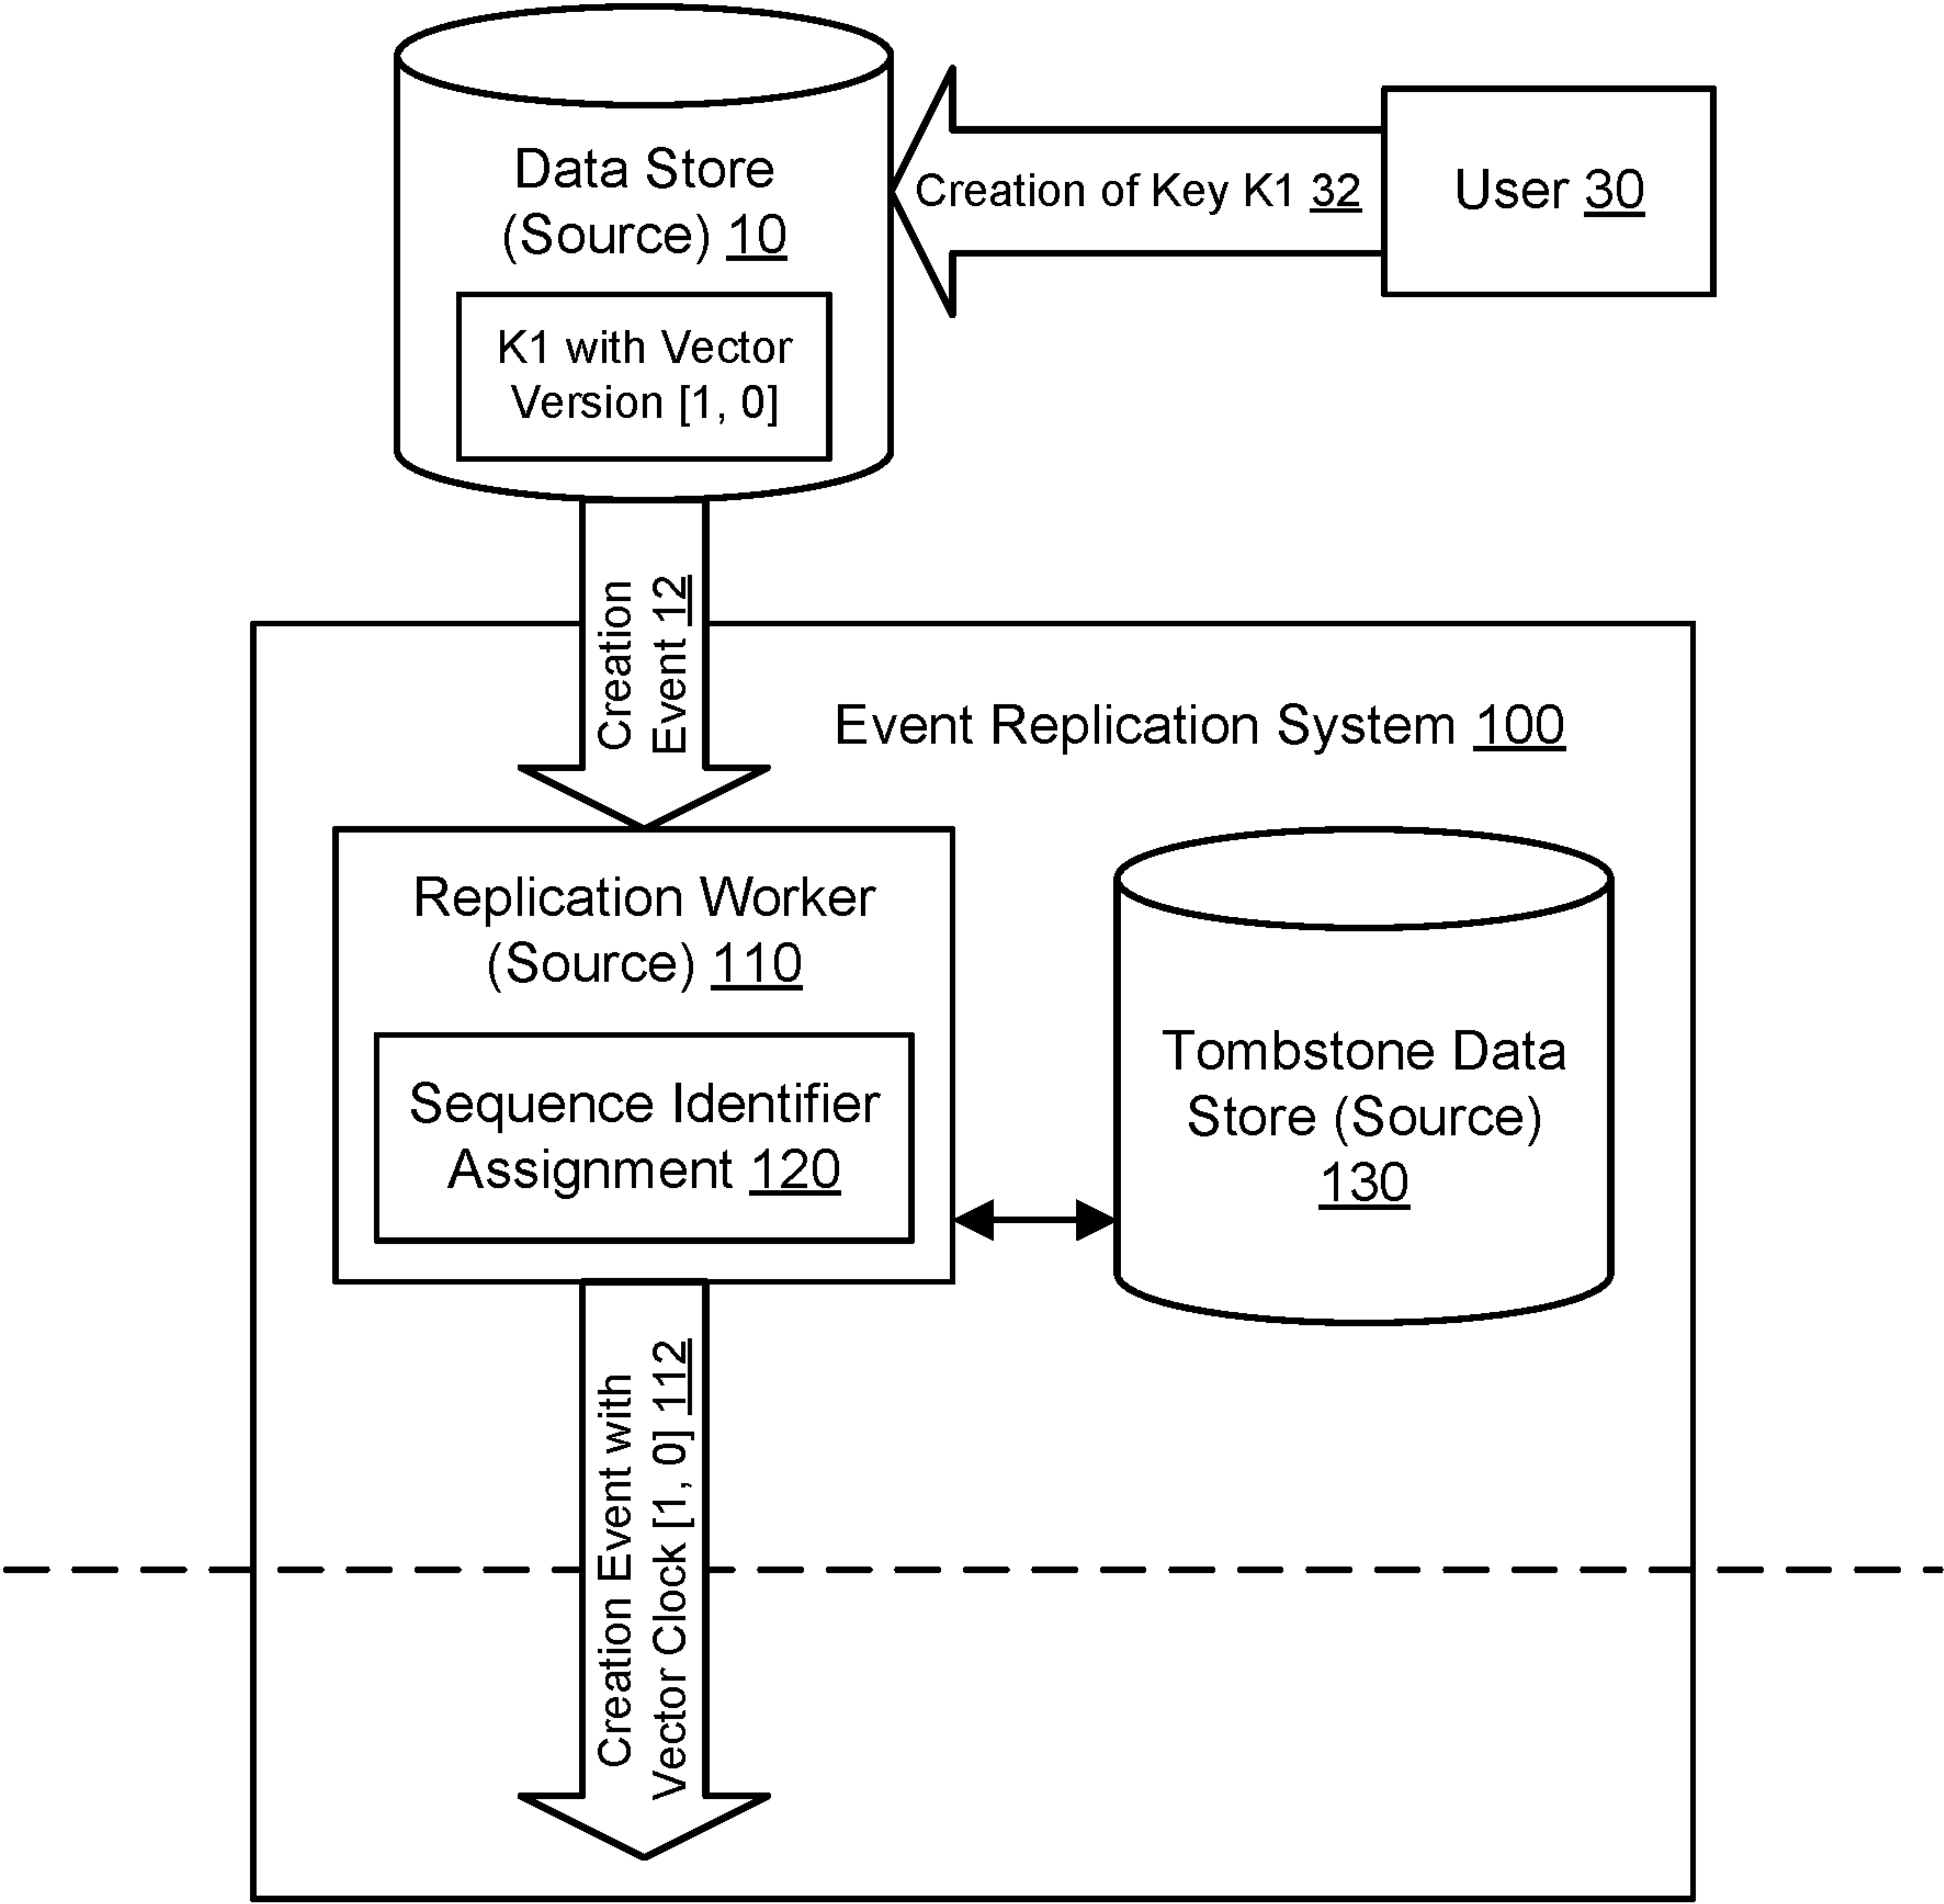 Data Store
(Source) 10
K1 with Vector
Version [1, 0]
Creation of Key K1 32
User 30
Creation
Event 12
Event Replication System 100
Replication Worker
(Source) 110
Sequence Identifier
Assignment 120
Tombstone Data
Store (Source)
130
Creation Event with
Vector Clock [1, 0] 112